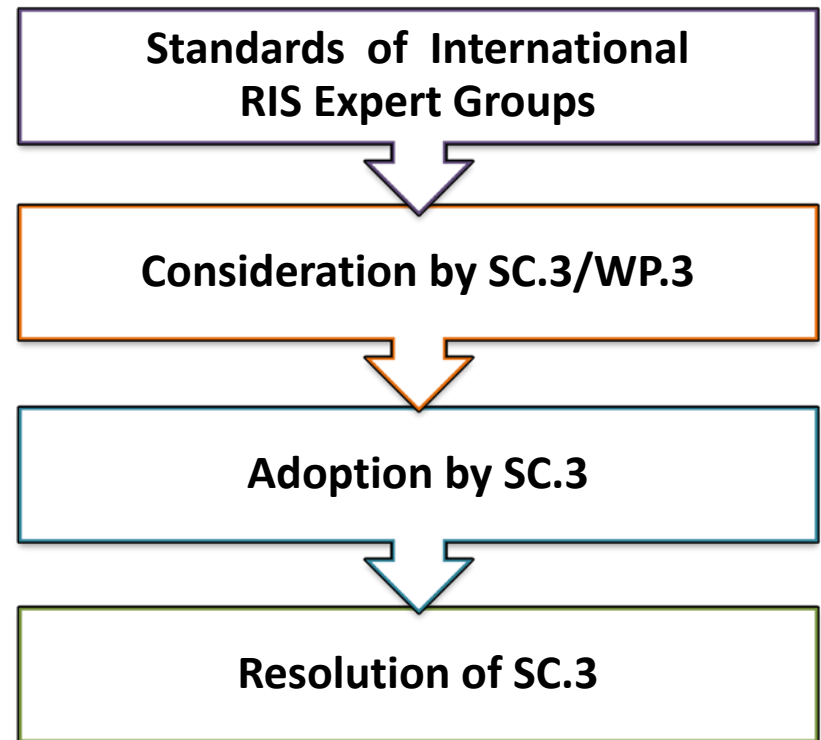 Standards of International
RIS Expert Groups
Consideration by SC.3/WP.3
Adoption by SC.3
Resolution of SC.3